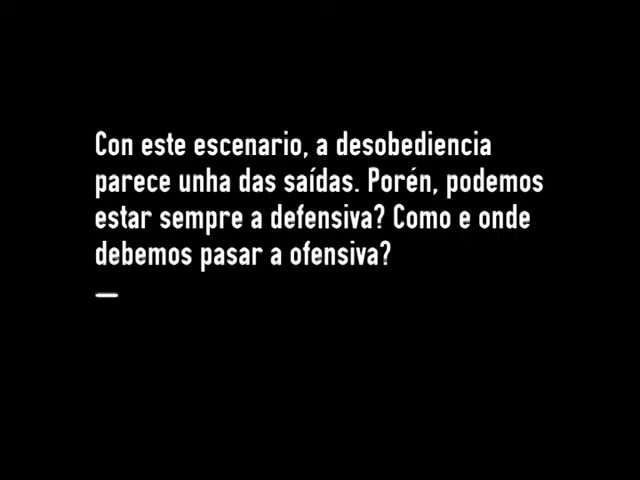 Con este escenario, a desobediencia
parece unha das saídas. Porén, podemos
estar sempre a defensiva? Como e onde
debemos pasar a ofensiva?
—